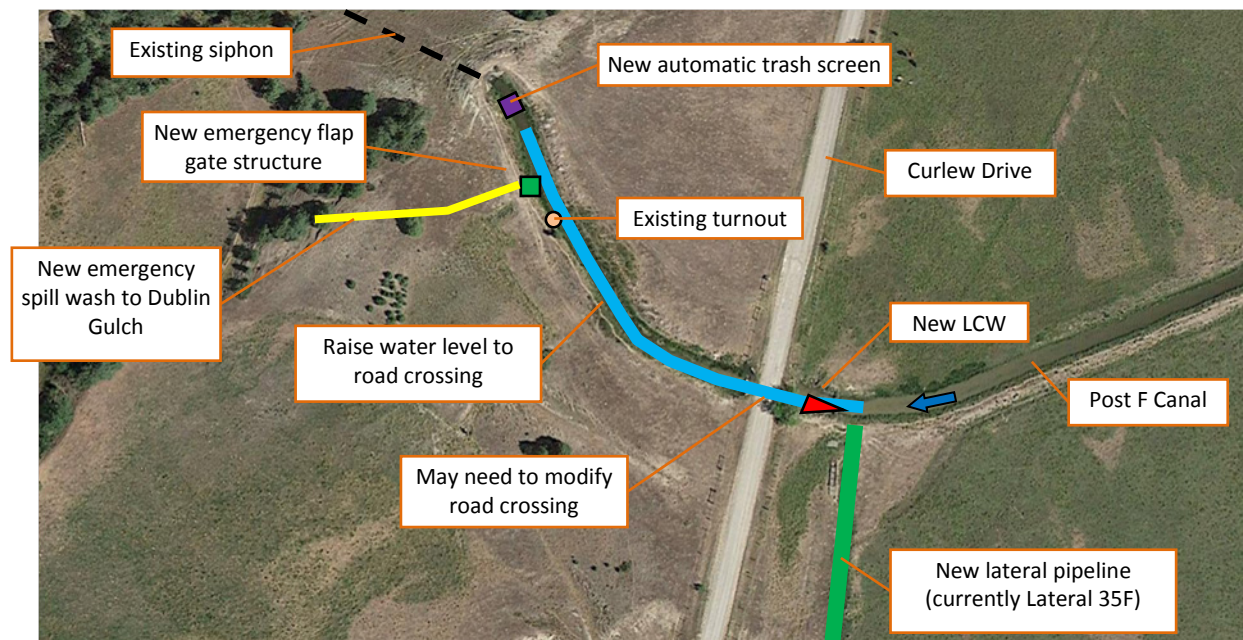 Existing siphon
New automatic trash screen
New emergency flap
gate structure
Curlew Drive
Existing turnout
New emergency
spill wash to Dublin
Gulch
Raise water level to
road crossing
New LCW
Post F Canal
May need to modify
road crossing
New lateral pipeline
(currently Lateral 35F)